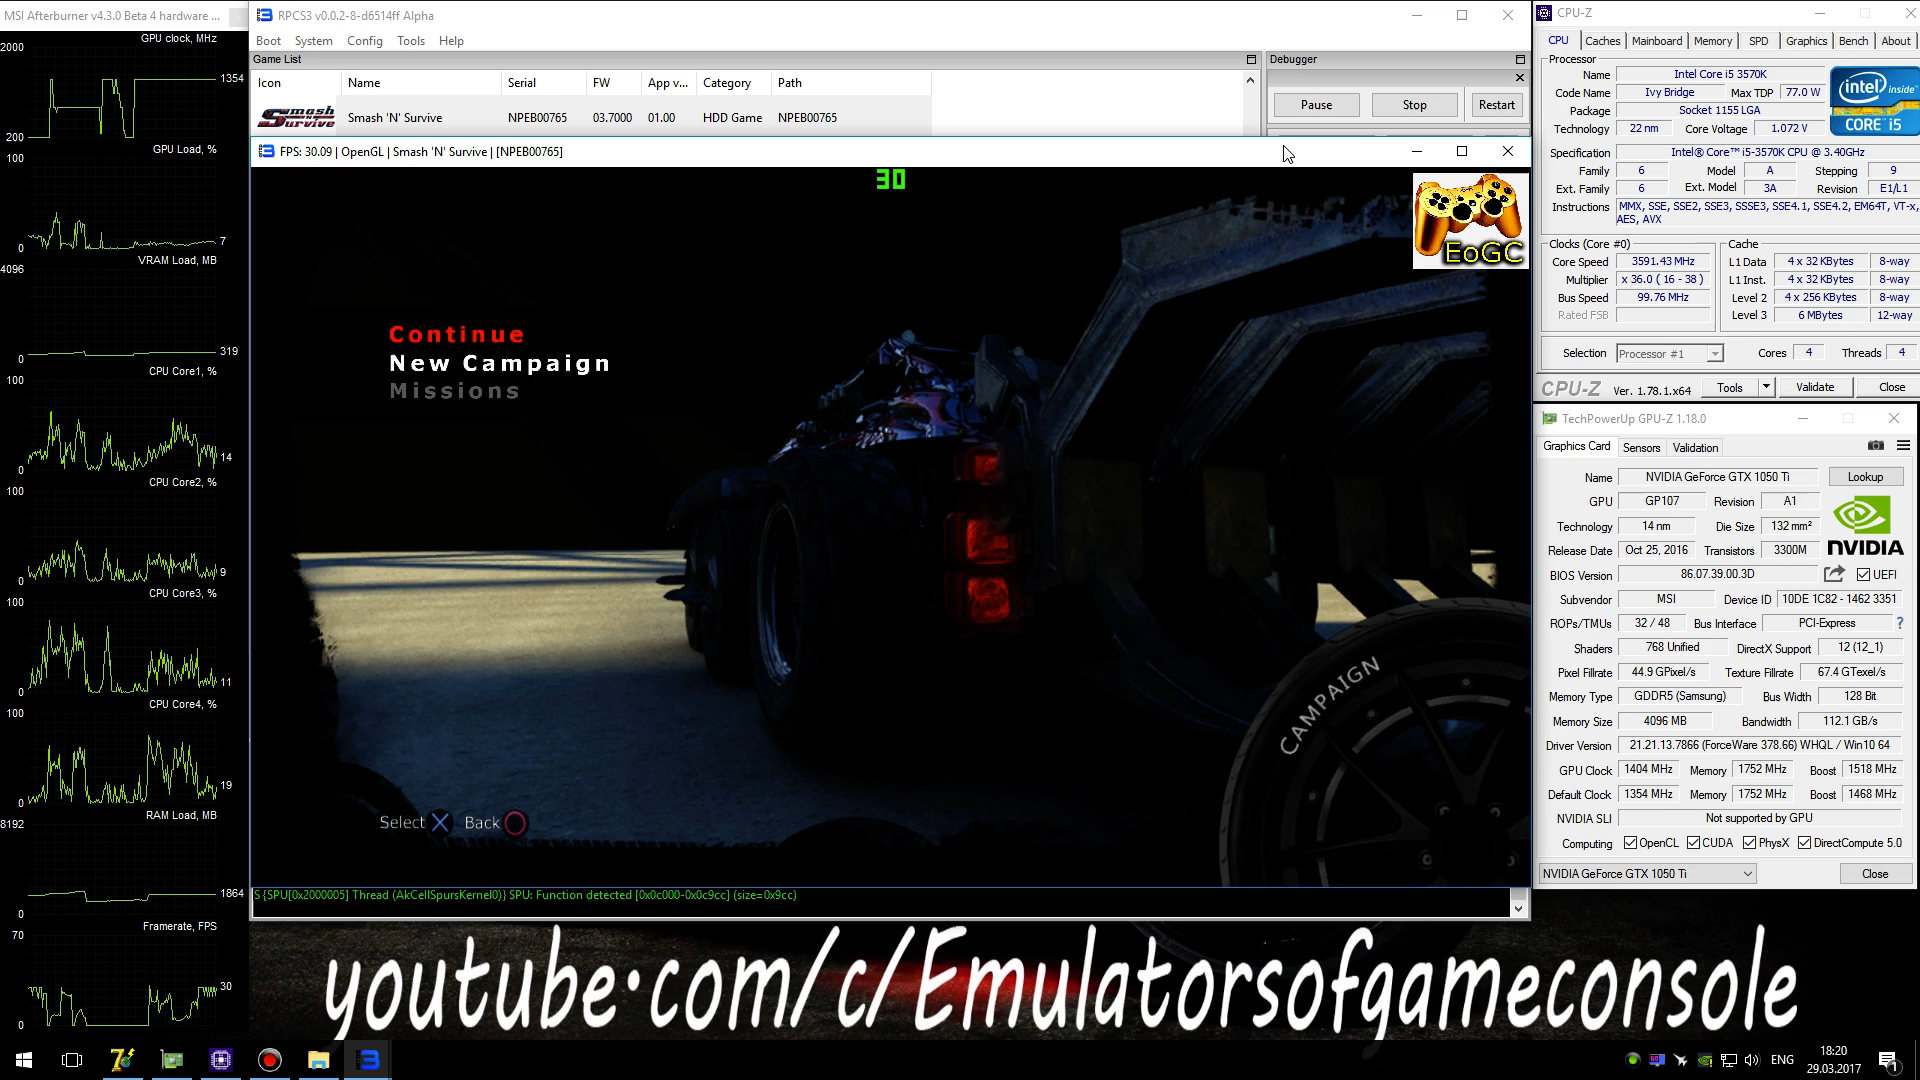 MSI Afterburner v4.3.0 Beta 4 hardware ...
GPU clock, MHz
2000
1354
200
GPU Load, %
100
7
0
VRAM Load, MB
4096
319
0
CPU Core1, %
100
14
0
CPU Core2, %
100
9
0
CPU Core3, %
100
11
0
CPU Core4, %
100
19
0
RAM Load, MB
8192
1864
0
Framerate, FPS
70
30
0
RPCS3 v0.0.2-8-d6514ff Alpha
Boot System Config Tools Help
Game List
Icon Name Serial FW App v... Category Path
Smash Survive Smash 'N' Survive NPEB00765 03.7000 01.00 HDD Game NPEB00765
Debugger
Pause Stop Restart
FPS: 30.09 | OpenGL | Smash 'N' Survive | [NPEB00765]
30
EoGC
Continue
New Campaign
Missions
CAMPAIGN
Select Back
S {SPU[0x2000005] Thread (AkCellSpursKernel0)} SPU: Function detected [0x0c000-0x0c9cc] (size=0x9cc)
youtube.com/c/Emulatorsofgameconsole
CPU-Z
CPU Caches Mainboard Memory SPD Graphics Bench About
Processor
Name Intel Core i5 3570K
Code Name Ivy Bridge Max TDP 77.0 W
Package Socket 1155 LGA
Technology 22 nm Core Voltage 1.072 V
intel inside
CORE i5
Specification Intel® Core™ i5-3570K CPU @ 3.40GHz
Family 6 Model A Stepping 9
Ext. Family 6 Ext. Model 3A Revision E1/L1
Instructions MMX, SSE, SSE2, SSE3, SSSE3, SSE4.1, SSE4.2, EM64T, VT-x,
AES, AVX
Clocks (Core #0)
Core Speed 3591.43 MHz
Multiplier x 36.0 ( 16 - 38 )
Bus Speed 99.76 MHz
Rated FSB
Cache
L1 Data 4 x 32 KBytes 8-way
L1 Inst. 4 x 32 KBytes 8-way
Level 2 4 x 256 KBytes 8-way
Level 3 6 MBytes 12-way
Selection Processor #1 Cores 4 Threads 4
CPU-Z Ver. 1.78.1.x64 Tools Validate Close
TechPowerUp GPU-Z 1.18.0
Graphics Card Sensors Validation
Name NVIDIA GeForce GTX 1050 Ti Lookup
GPU GP107 Revision A1
Technology 14 nm Die Size 132 mm²
Release Date Oct 25, 2016 Transistors 3300M
NVIDIA
BIOS Version 86.07.39.00.3D UEFI
Subvendor MSI Device ID 10DE 1C82 - 1462 3351
ROPs/TMUs 32 / 48 Bus Interface PCI-Express ?
Shaders 768 Unified DirectX Support 12 (12_1)
Pixel Fillrate 44.9 GPixel/s Texture Fillrate 67.4 GTexel/s
Memory Type GDDR5 (Samsung) Bus Width 128 Bit
Memory Size 4096 MB Bandwidth 112.1 GB/s
Driver Version 21.21.13.7866 (ForceWare 378.66) WHQL / Win10 64
GPU Clock 1404 MHz Memory 1752 MHz Boost 1518 MHz
Default Clock 1354 MHz Memory 1752 MHz Boost 1468 MHz
NVIDIA SLI Not supported by GPU
Computing OpenCL CUDA PhysX DirectCompute 5.0
NVIDIA GeForce GTX 1050 Ti Close
ENG
18:20
29.03.2017
1